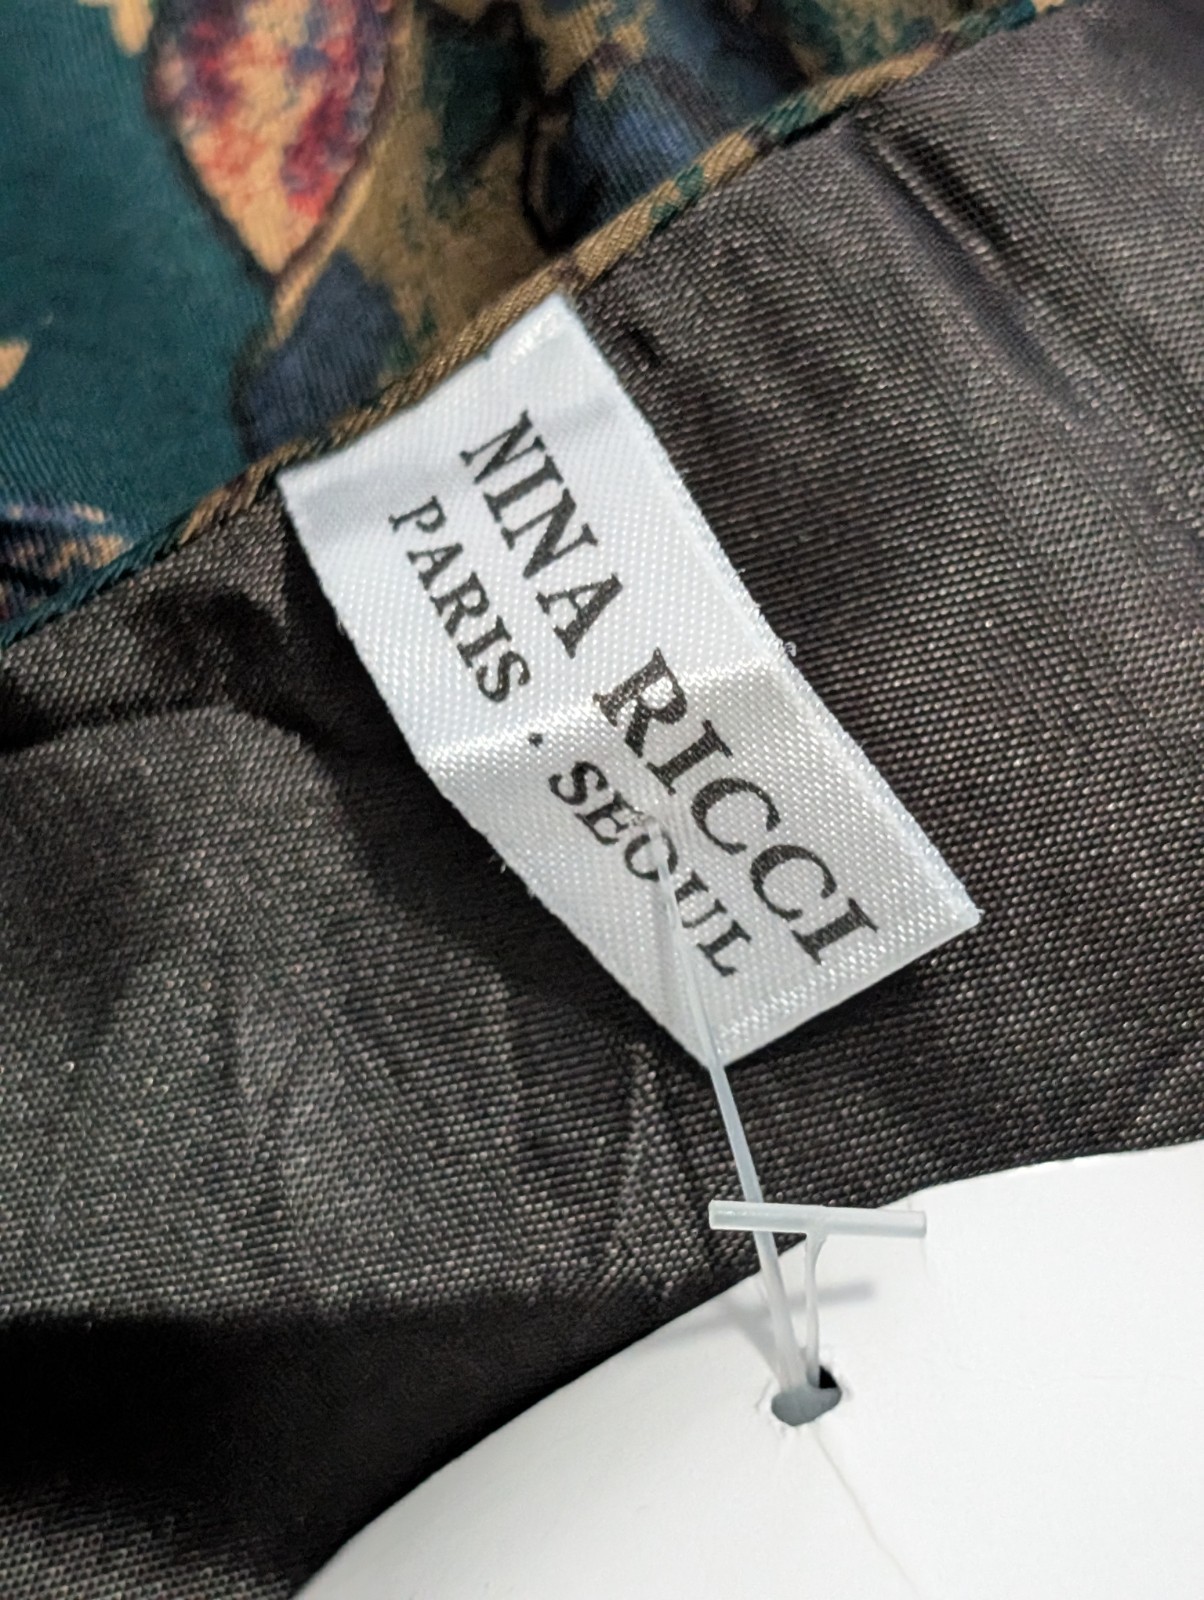 NINA RICCI
PARIS . SEOUL